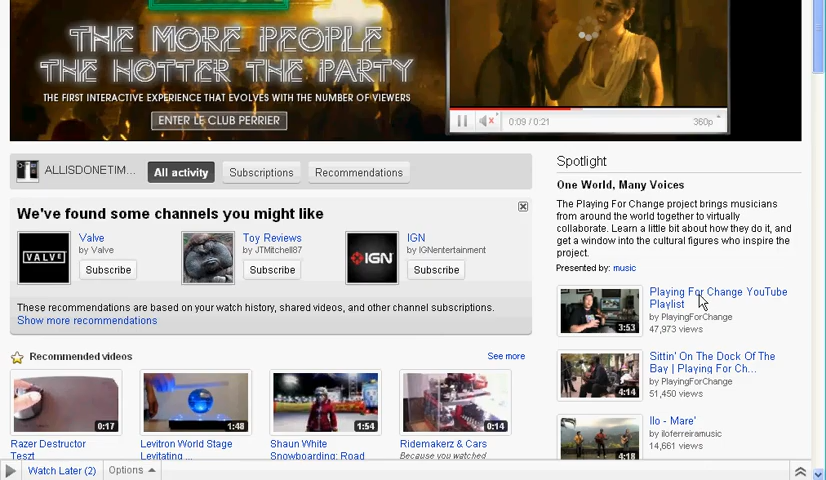 THE MORE PEOPLE
THE HOTTER THE PARTY
THE FIRST INTERACTIVE EXPERIENCE THAT EVOLVES WITH THE NUMBER OF VIEWERS
ENTER LE CLUB PERRIER
0:09 / 0:21
360p
ALLISDONETIM...
All activity
Subscriptions
Recommendations
We've found some channels you might like
VALVE
Valve
by Valve
Subscribe
Toy Reviews
by JTMitchell87
Subscribe
IGN
IGN
by IGNentertainment
Subscribe
These recommendations are based on your watch history, shared videos, and other channel subscriptions.
Show more recommendations
Recommended videos
See more
0:17
Razer Destructor
Teszt
1:48
Levitron World Stage
Levitating ...
1:54
Shaun White
Snowboarding: Road
0:14
Ridemakerz & Cars
Because you watched
Spotlight
One World, Many Voices
The Playing For Change project brings musicians
from around the world together to virtually
collaborate. Learn a little bit about how they do it, and
get a window into the cultural figures who inspire the
project.
Presented by: music
3:53
Playing For Change YouTube
Playlist
by PlayingForChange
47,973 views
4:14
Sittin' On The Dock Of The
Bay | Playing For Ch...
by PlayingForChange
51,450 views
4:18
Ilo - Mare'
by iloferreiramusic
14,661 views
Watch Later (2)
Options